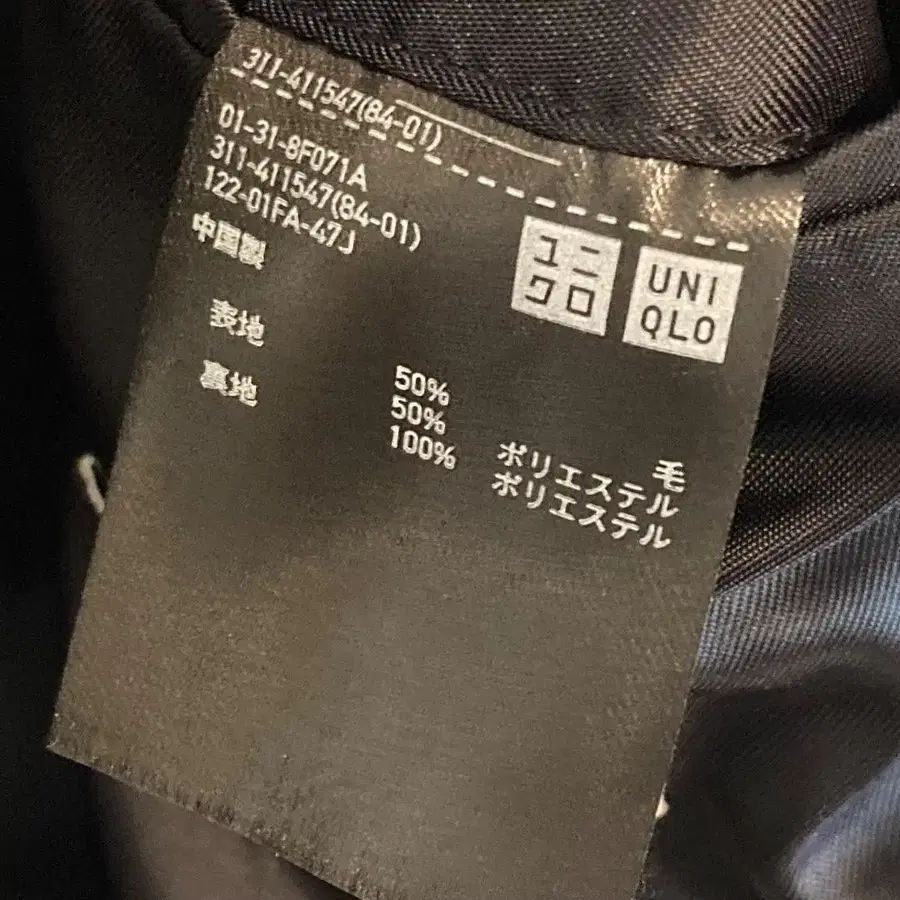 311-411547(84-01)
01-31-8F071A
311-411547(84-01)
122-01FA-47J
中国製
ユニ
クロ
UNI
QLO
表地 50% 毛
50% ポリエステル
裏地 100% ポリエステル